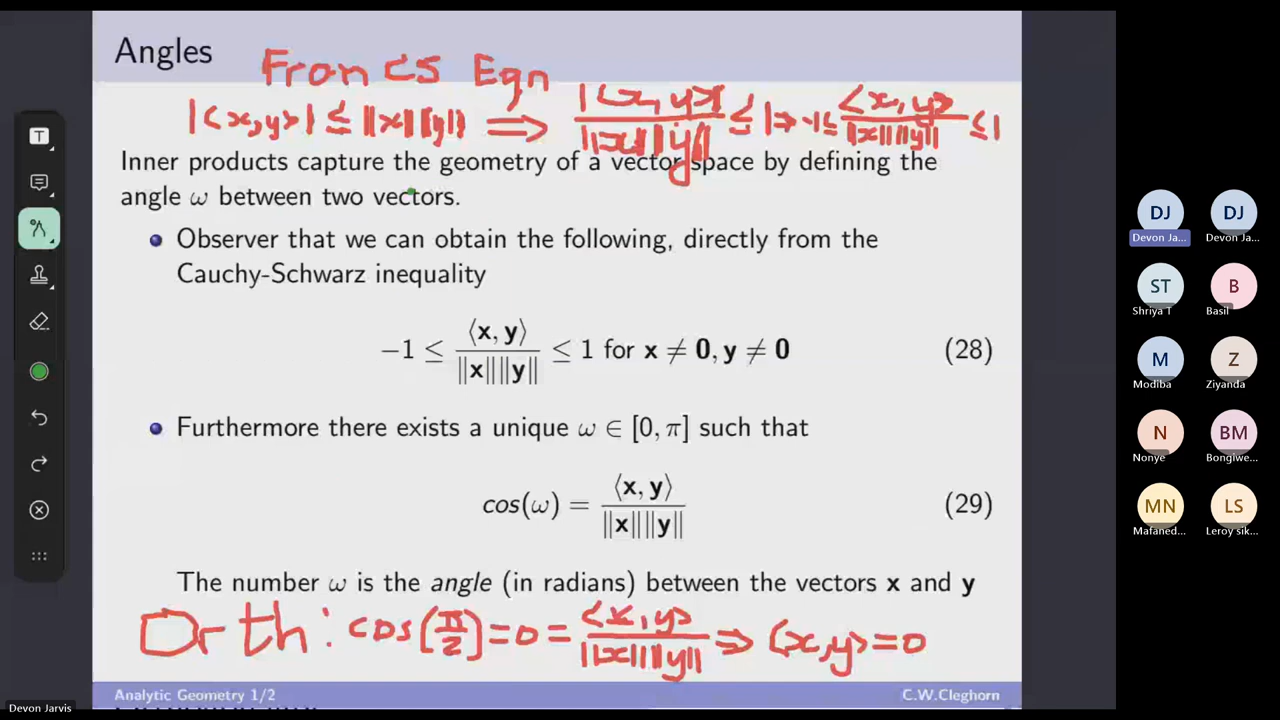 Angles
From CS Eqn
|<x,y>| ≤ ||x|| ||y|| ⟹ |<x,y>| / ||x|| ||y|| ≤ 1 ⇒ -1 ≤ <x,y> / ||x|| ||y|| ≤ 1
Inner products capture the geometry of a vector space by defining the
angle ω between two vectors.
Observer that we can obtain the following, directly from the
Cauchy-Schwarz inequality
−1 ≤ ⟨x, y⟩ / ‖x‖‖y‖ ≤ 1 for x ≠ 0, y ≠ 0 (28)
Furthermore there exists a unique ω ∈ [0, π] such that
cos(ω) = ⟨x, y⟩ / ‖x‖‖y‖ (29)
The number ω is the angle (in radians) between the vectors x and y
Orth: cos(π/2) = 0 = <x,y> / ||x|| ||y|| ⇒ <x,y> = 0
Analytic Geometry 1/2 C.W.Cleghorn
T
DJ DJ
Devon Ja... Devon Ja...
ST B
Shriya T Basil
M Z
Modiba Ziyanda
N BM
Nonye Bongiwe...
MN LS
Mafaned... Leroy sik...
Devon Jarvis